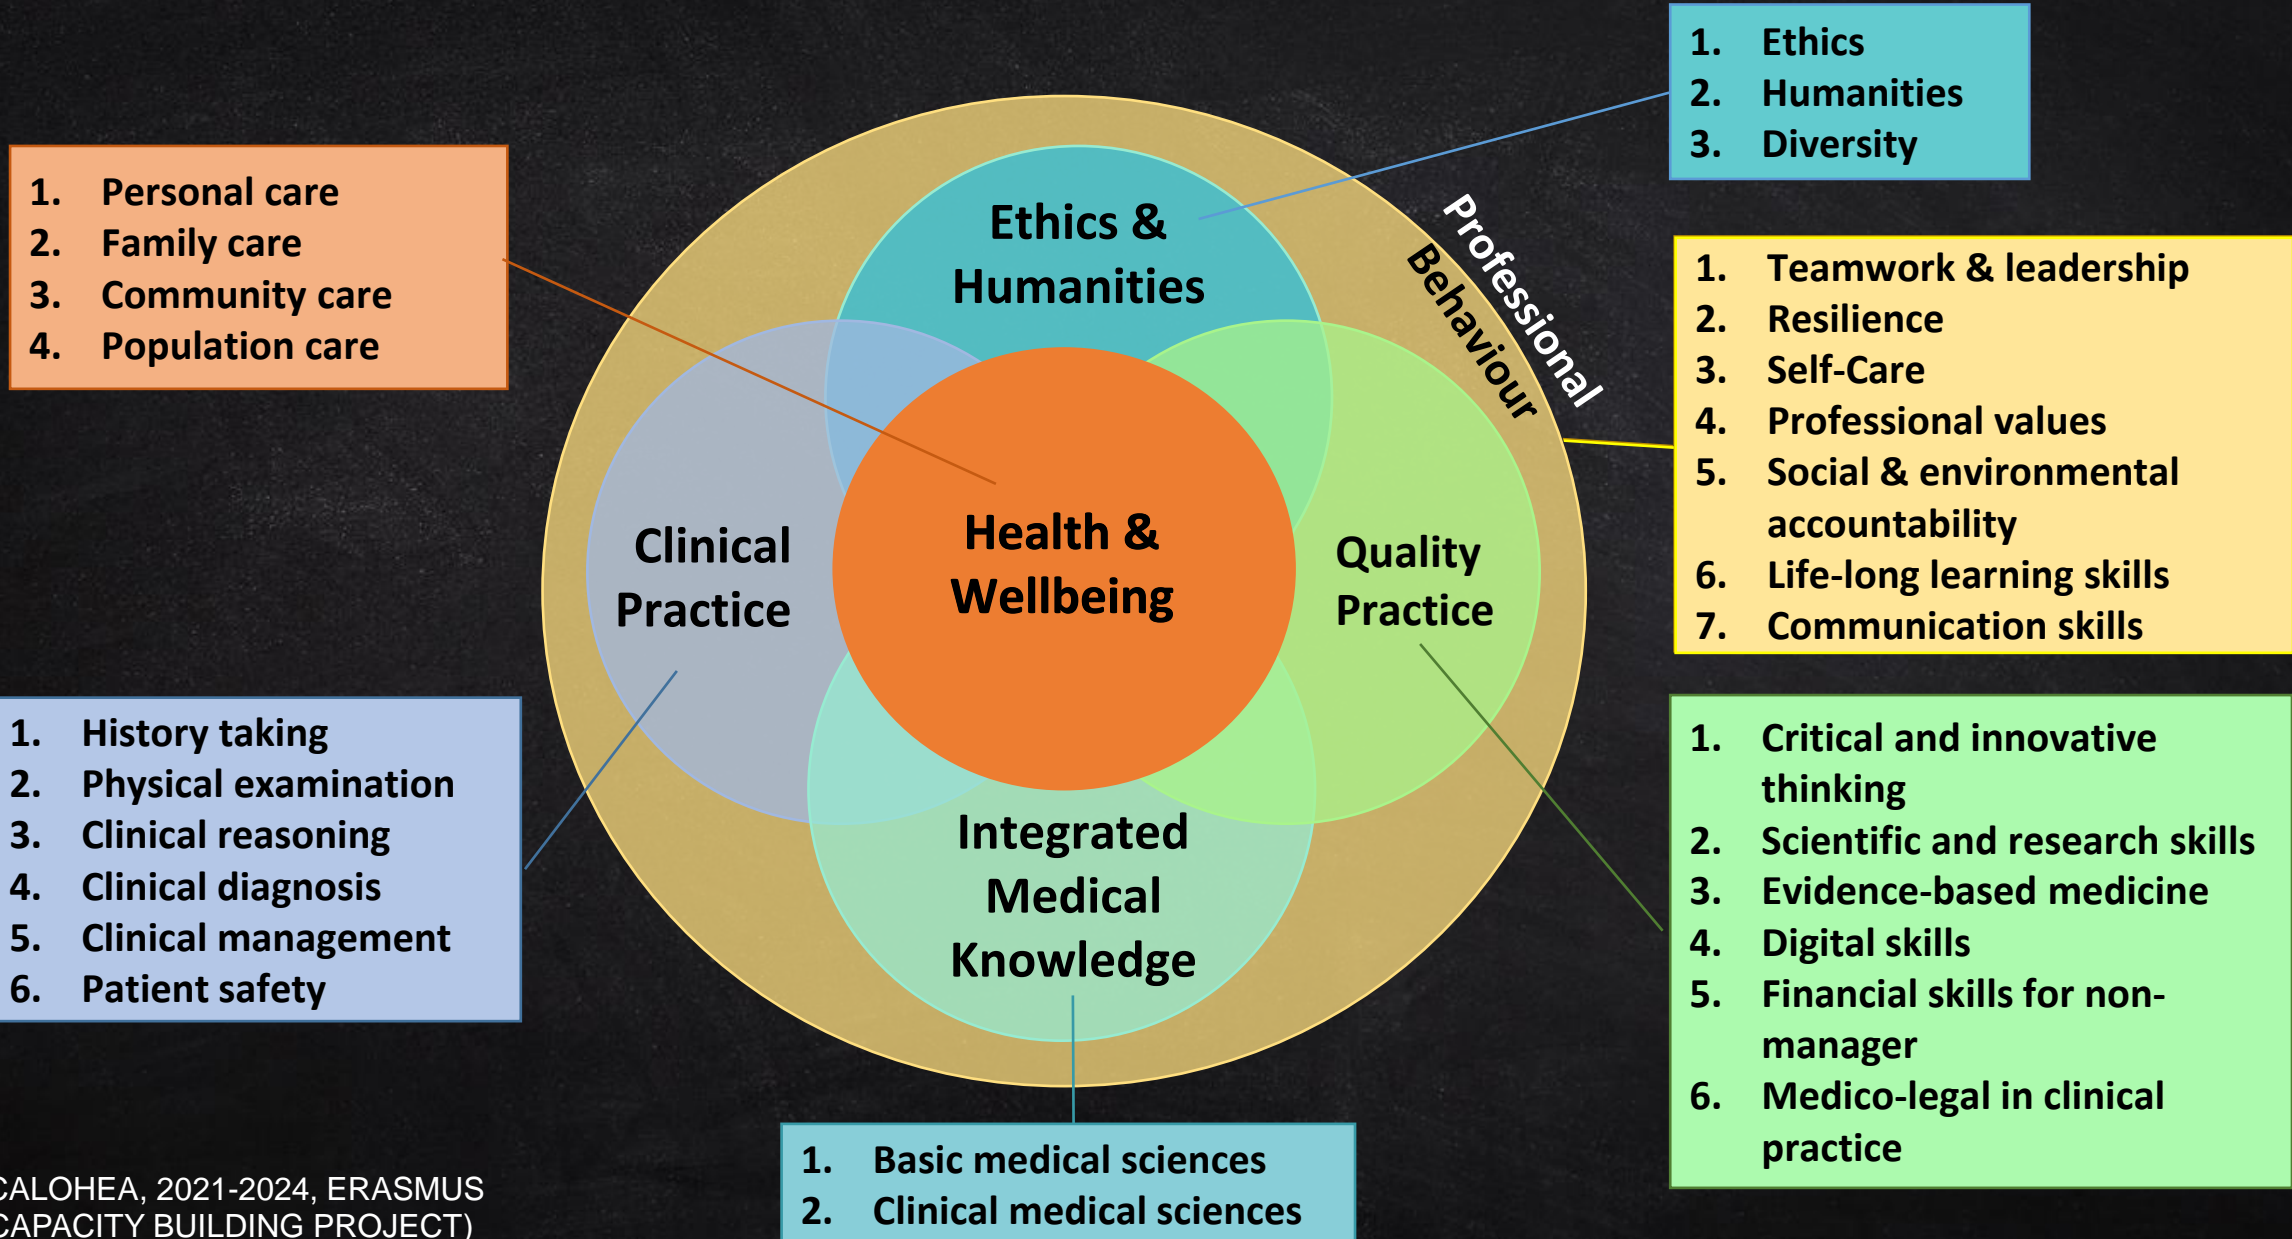 1. Ethics
2. Humanities
3. Diversity
1. Personal care
2. Family care
3. Community care
4. Population care
Ethics &
Humanities
Professional
Behaviour
1. Teamwork & leadership
2. Resilience
3. Self-Care
4. Professional values
5. Social & environmental
accountability
6. Life-long learning skills
7. Communication skills
Clinical
Practice
Health &
Wellbeing
Quality
Practice
1. History taking
2. Physical examination
3. Clinical reasoning
4. Clinical diagnosis
5. Clinical management
6. Patient safety
Integrated
Medical
Knowledge
1. Critical and innovative
thinking
2. Scientific and research skills
3. Evidence-based medicine
4. Digital skills
5. Financial skills for non-
manager
6. Medico-legal in clinical
practice
1. Basic medical sciences
2. Clinical medical sciences
CALOHEA, 2021-2024, ERASMUS
CAPACITY BUILDING PROJECT)